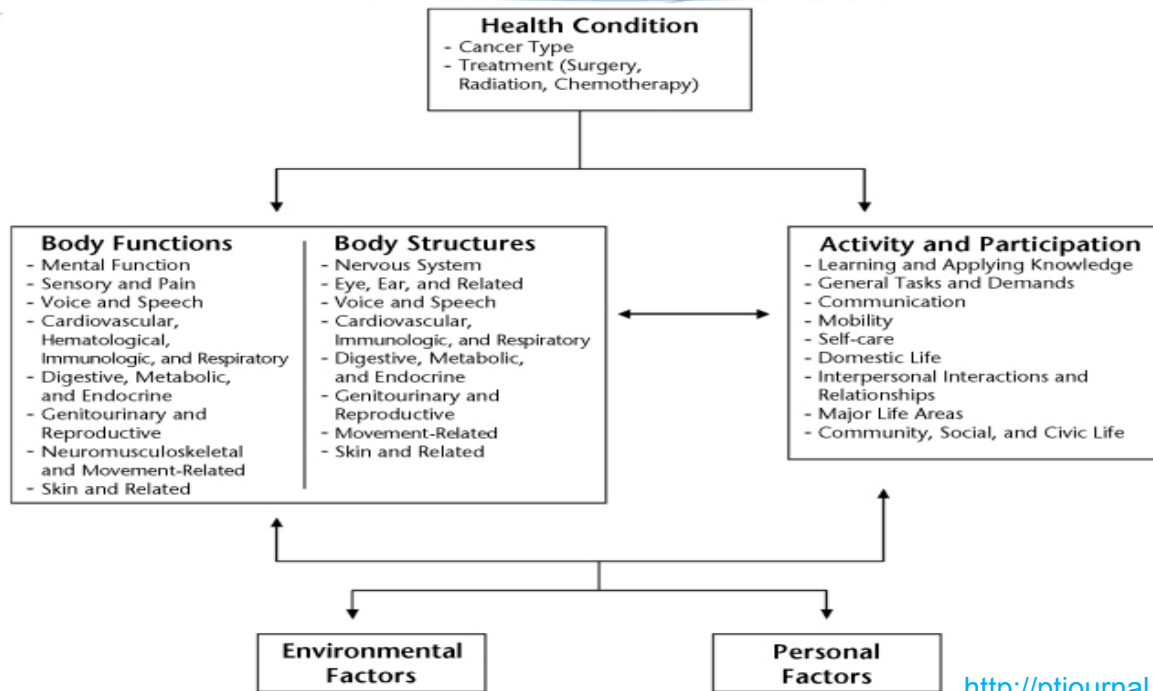 Health Condition
- Cancer Type
- Treatment (Surgery,
Radiation, Chemotherapy)
Body Functions
- Mental Function
- Sensory and Pain
- Voice and Speech
- Cardiovascular,
Hematological,
Immunologic, and Respiratory
- Digestive, Metabolic,
and Endocrine
- Genitourinary and
Reproductive
- Neuromusculoskeletal
and Movement-Related
- Skin and Related
Body Structures
- Nervous System
- Eye, Ear, and Related
- Voice and Speech
- Cardiovascular,
Immunologic, and Respiratory
- Digestive, Metabolic,
and Endocrine
- Genitourinary and
Reproductive
- Movement-Related
- Skin and Related
Activity and Participation
- Learning and Applying Knowledge
- General Tasks and Demands
- Communication
- Mobility
- Self-care
- Domestic Life
- Interpersonal Interactions and
Relationships
- Major Life Areas
- Community, Social, and Civic Life
Environmental
Factors
Personal
Factors
http://ptjournal